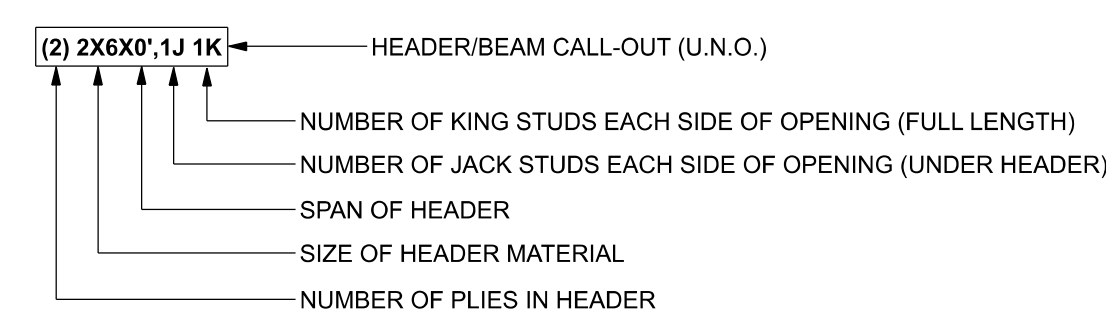 (2) 2X6X0',1J 1K
HEADER/BEAM CALL-OUT (U.N.O.)
NUMBER OF KING STUDS EACH SIDE OF OPENING (FULL LENGTH)
NUMBER OF JACK STUDS EACH SIDE OF OPENING (UNDER HEADER)
SPAN OF HEADER
SIZE OF HEADER MATERIAL
NUMBER OF PLIES IN HEADER